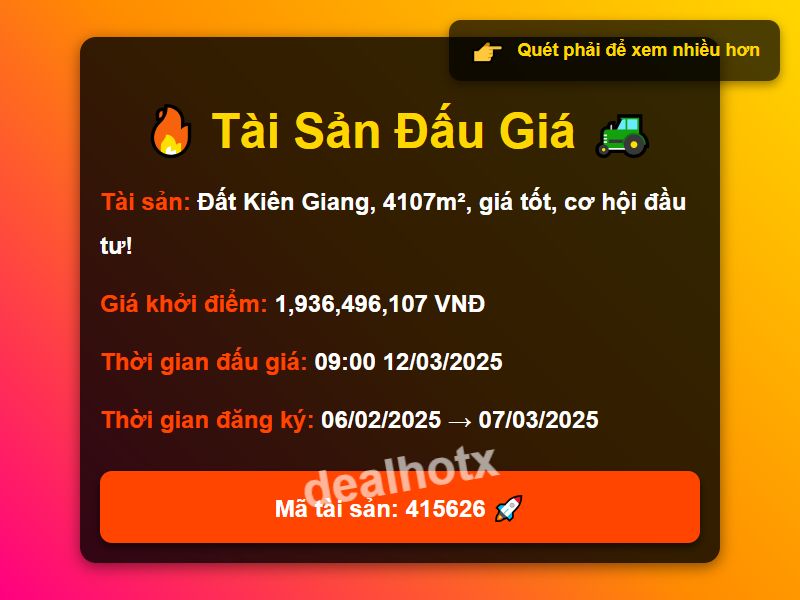 👉 Quét phải để xem nhiều hơn
🔥 Tài Sản Đấu Giá 🚜
Tài sản: Đất Kiên Giang, 4107m², giá tốt, cơ hội đầu
tư!
Giá khởi điểm: 1,936,496,107 VNĐ
Thời gian đấu giá: 09:00 12/03/2025
Thời gian đăng ký: 06/02/2025 → 07/03/2025
dealhotx
Mã tài sản: 415626 🚀